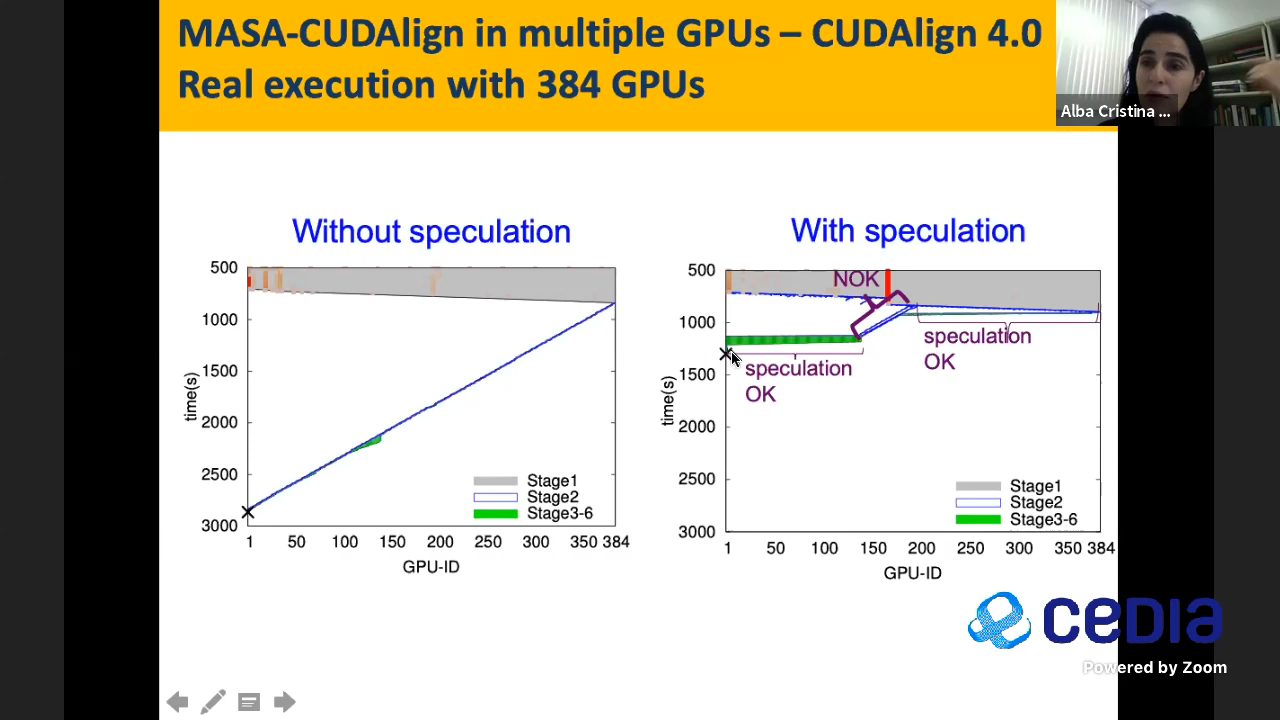 MASA-CUDAlign in multiple GPUs – CUDAlign 4.0
Real execution with 384 GPUs
Alba Cristina ...
Without speculation
500
1000
1500
2000
2500
3000
time(s)
Stage1
Stage2
Stage3-6
1 50 100 150 200 250 300 350 384
GPU-ID
With speculation
500
1000
1500
2000
2500
3000
time(s)
NOK
speculation
OK
speculation
OK
Stage1
Stage2
Stage3-6
1 50 100 150 200 250 300 350 384
GPU-ID
cedia
Powered by Zoom